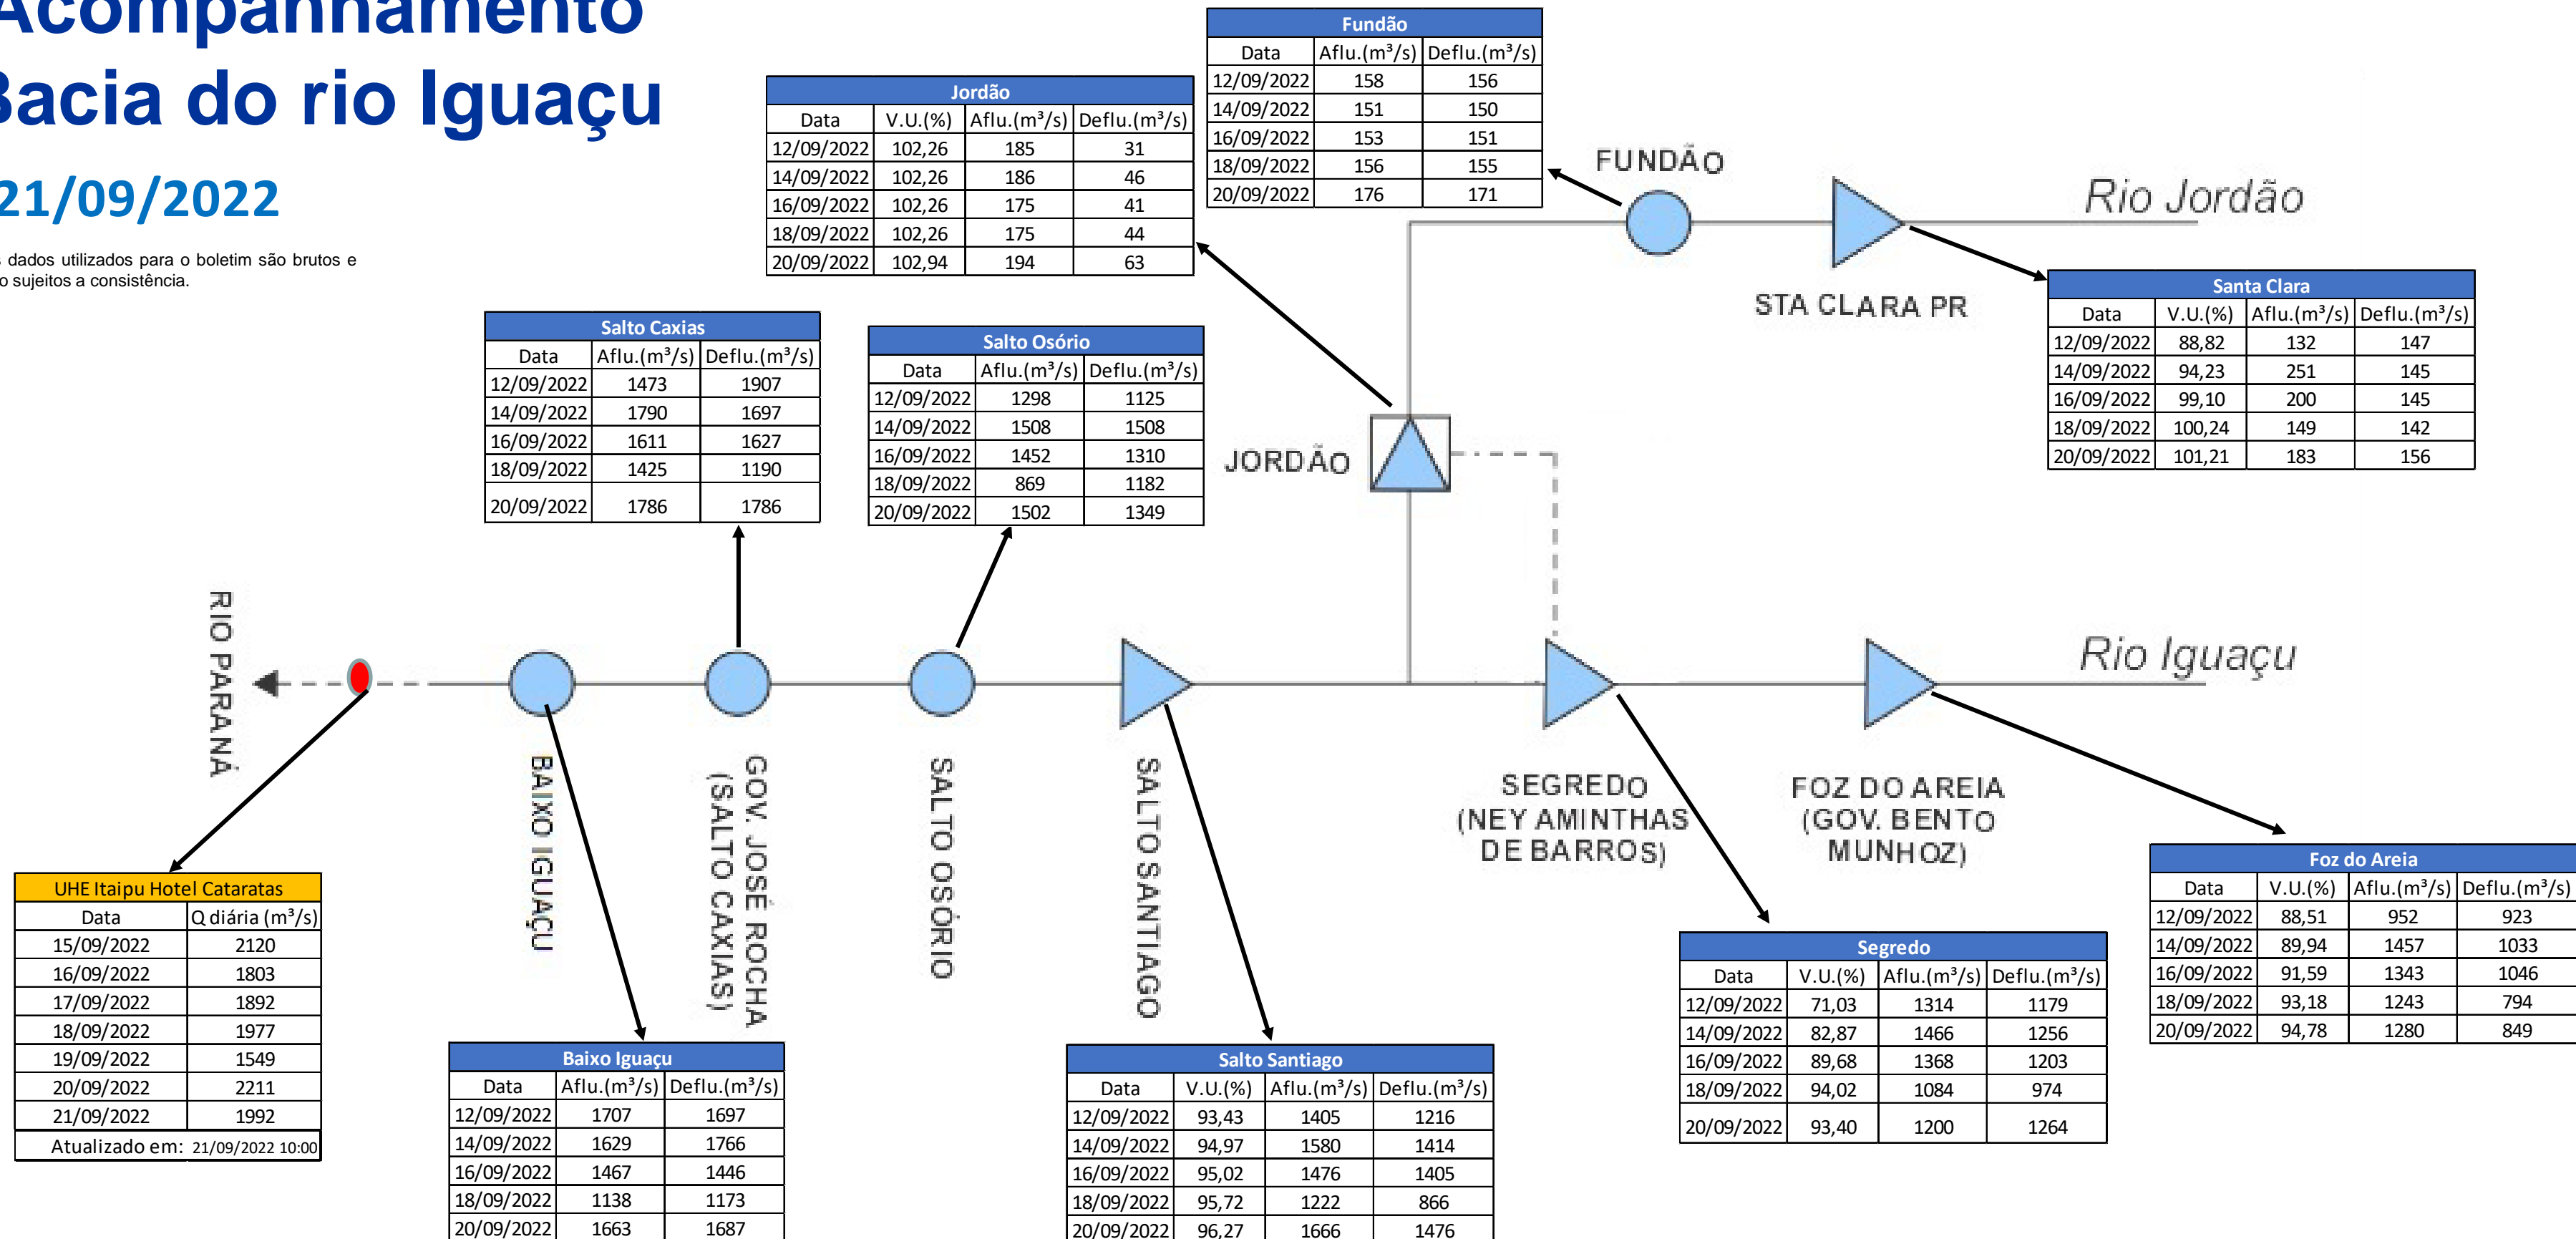 Acompanhamento
Bacia do rio Iguaçu
21/09/2022
dados utilizados para o boletim são brutos e
sujeitos a consistência.
Fundão
Data Aflu.(m³/s) Deflu.(m³/s)
12/09/2022 158 156
14/09/2022 151 150
16/09/2022 153 151
18/09/2022 156 155
20/09/2022 176 171
Jordão
Data V.U.(%) Aflu.(m³/s) Deflu.(m³/s)
12/09/2022 102,26 185 31
14/09/2022 102,26 186 46
16/09/2022 102,26 175 41
18/09/2022 102,26 175 44
20/09/2022 102,94 194 63
FUNDÃO
Rio Jordão
STA CLARA PR
Santa Clara
Data V.U.(%) Aflu.(m³/s) Deflu.(m³/s)
12/09/2022 88,82 132 147
14/09/2022 94,23 251 145
16/09/2022 99,10 200 145
18/09/2022 100,24 149 142
20/09/2022 101,21 183 156
Salto Caxias
Data Aflu.(m³/s) Deflu.(m³/s)
12/09/2022 1473 1907
14/09/2022 1790 1697
16/09/2022 1611 1627
18/09/2022 1425 1190
20/09/2022 1786 1786
Salto Osório
Data Aflu.(m³/s) Deflu.(m³/s)
12/09/2022 1298 1125
14/09/2022 1508 1508
16/09/2022 1452 1310
18/09/2022 869 1182
20/09/2022 1502 1349
JORDÃO
RIO PARANÁ
Rio Iguaçu
BAIXO IGUAÇU
GOV. JOSÉ ROCHA
(SALTO CAXIAS)
SALTO OSÓRIO
SALTO SANTIAGO
SEGREDO
(NEY AMINTHAS
DE BARROS)
FOZ DO AREIA
(GOV. BENTO
MUNHOZ)
UHE Itaipu Hotel Cataratas
Data Q diária (m³/s)
15/09/2022 2120
16/09/2022 1803
17/09/2022 1892
18/09/2022 1977
19/09/2022 1549
20/09/2022 2211
21/09/2022 1992
Atualizado em: 21/09/2022 10:00
Baixo Iguaçu
Data Aflu.(m³/s) Deflu.(m³/s)
12/09/2022 1707 1697
14/09/2022 1629 1766
16/09/2022 1467 1446
18/09/2022 1138 1173
20/09/2022 1663 1687
Salto Santiago
Data V.U.(%) Aflu.(m³/s) Deflu.(m³/s)
12/09/2022 93,43 1405 1216
14/09/2022 94,97 1580 1414
16/09/2022 95,02 1476 1405
18/09/2022 95,72 1222 866
20/09/2022 96,27 1666 1476
Segredo
Data V.U.(%) Aflu.(m³/s) Deflu.(m³/s)
12/09/2022 71,03 1314 1179
14/09/2022 82,87 1466 1256
16/09/2022 89,68 1368 1203
18/09/2022 94,02 1084 974
20/09/2022 93,40 1200 1264
Foz do Areia
Data V.U.(%) Aflu.(m³/s) Deflu.(m³/s)
12/09/2022 88,51 952 923
14/09/2022 89,94 1457 1033
16/09/2022 91,59 1343 1046
18/09/2022 93,18 1243 794
20/09/2022 94,78 1280 849